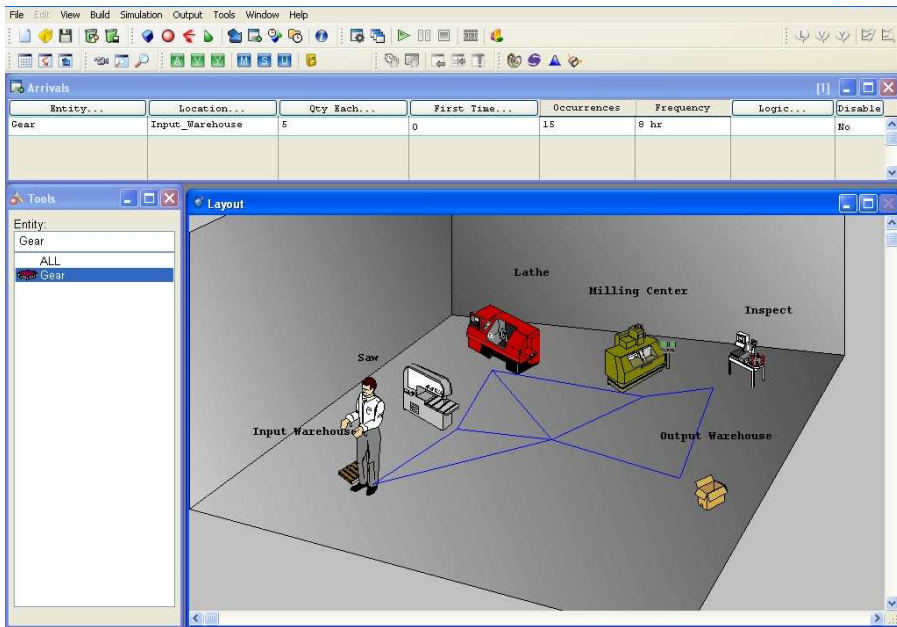 File Edit View Build Simulation Output Tools Window Help
Arrivals [1]
Entity... Location... Qty Each... First Time... Occurrences Frequency Logic... Disable
Gear Input_Warehouse 5 0 15 8 hr No
Tools
Layout
Entity:
Gear
ALL
Gear
Lathe
Milling Center
Inspect
Saw
Input Warehouse
Output Warehouse